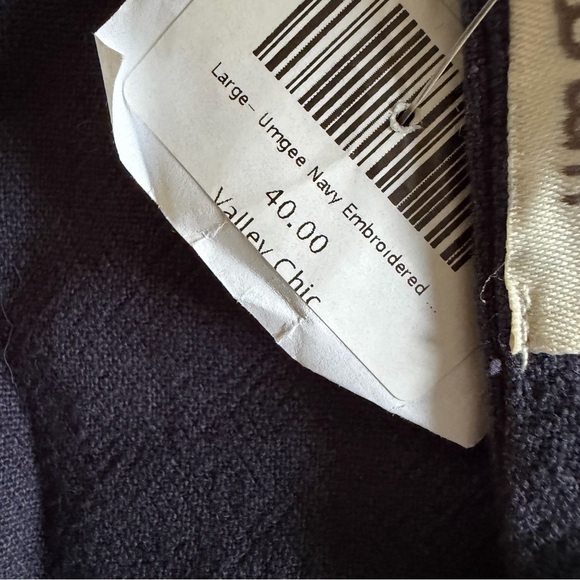 Large- Umgee Navy Embroidered ...
40.00
Valley Chic